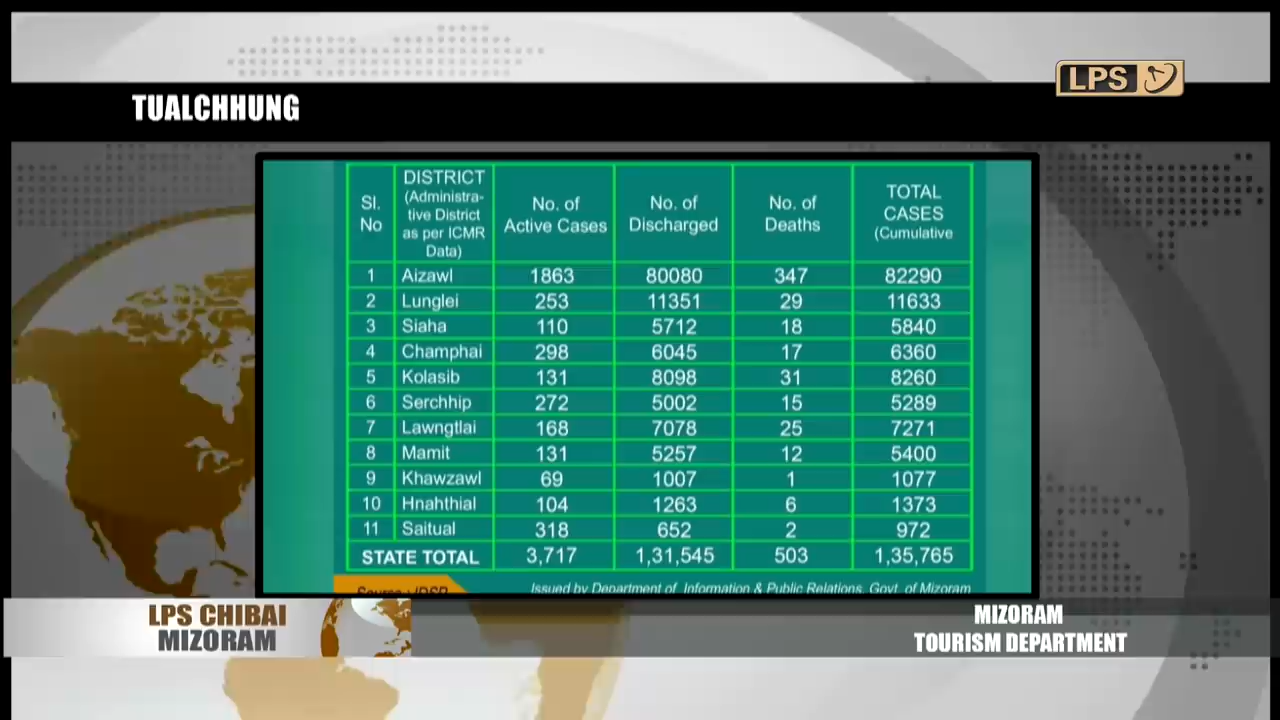 LPS
TUALCHHUNG
Sl. No | DISTRICT (Administra-tive District as per ICMR Data) | No. of Active Cases | No. of Discharged | No. of Deaths | TOTAL CASES (Cumulative
1 Aizawl 1863 80080 347 82290
2 Lunglei 253 11351 29 11633
3 Siaha 110 5712 18 5840
4 Champhai 298 6045 17 6360
5 Kolasib 131 8098 31 8260
6 Serchhip 272 5002 15 5289
7 Lawngtlai 168 7078 25 7271
8 Mamit 131 5257 12 5400
9 Khawzawl 69 1007 1 1077
10 Hnahthial 104 1263 6 1373
11 Saitual 318 652 2 972
STATE TOTAL 3,717 1,31,545 503 1,35,765
Source : IDSP
Issued by Department of Information & Public Relations, Govt. of Mizoram
LPS CHIBAI
MIZORAM
MIZORAM
TOURISM DEPARTMENT